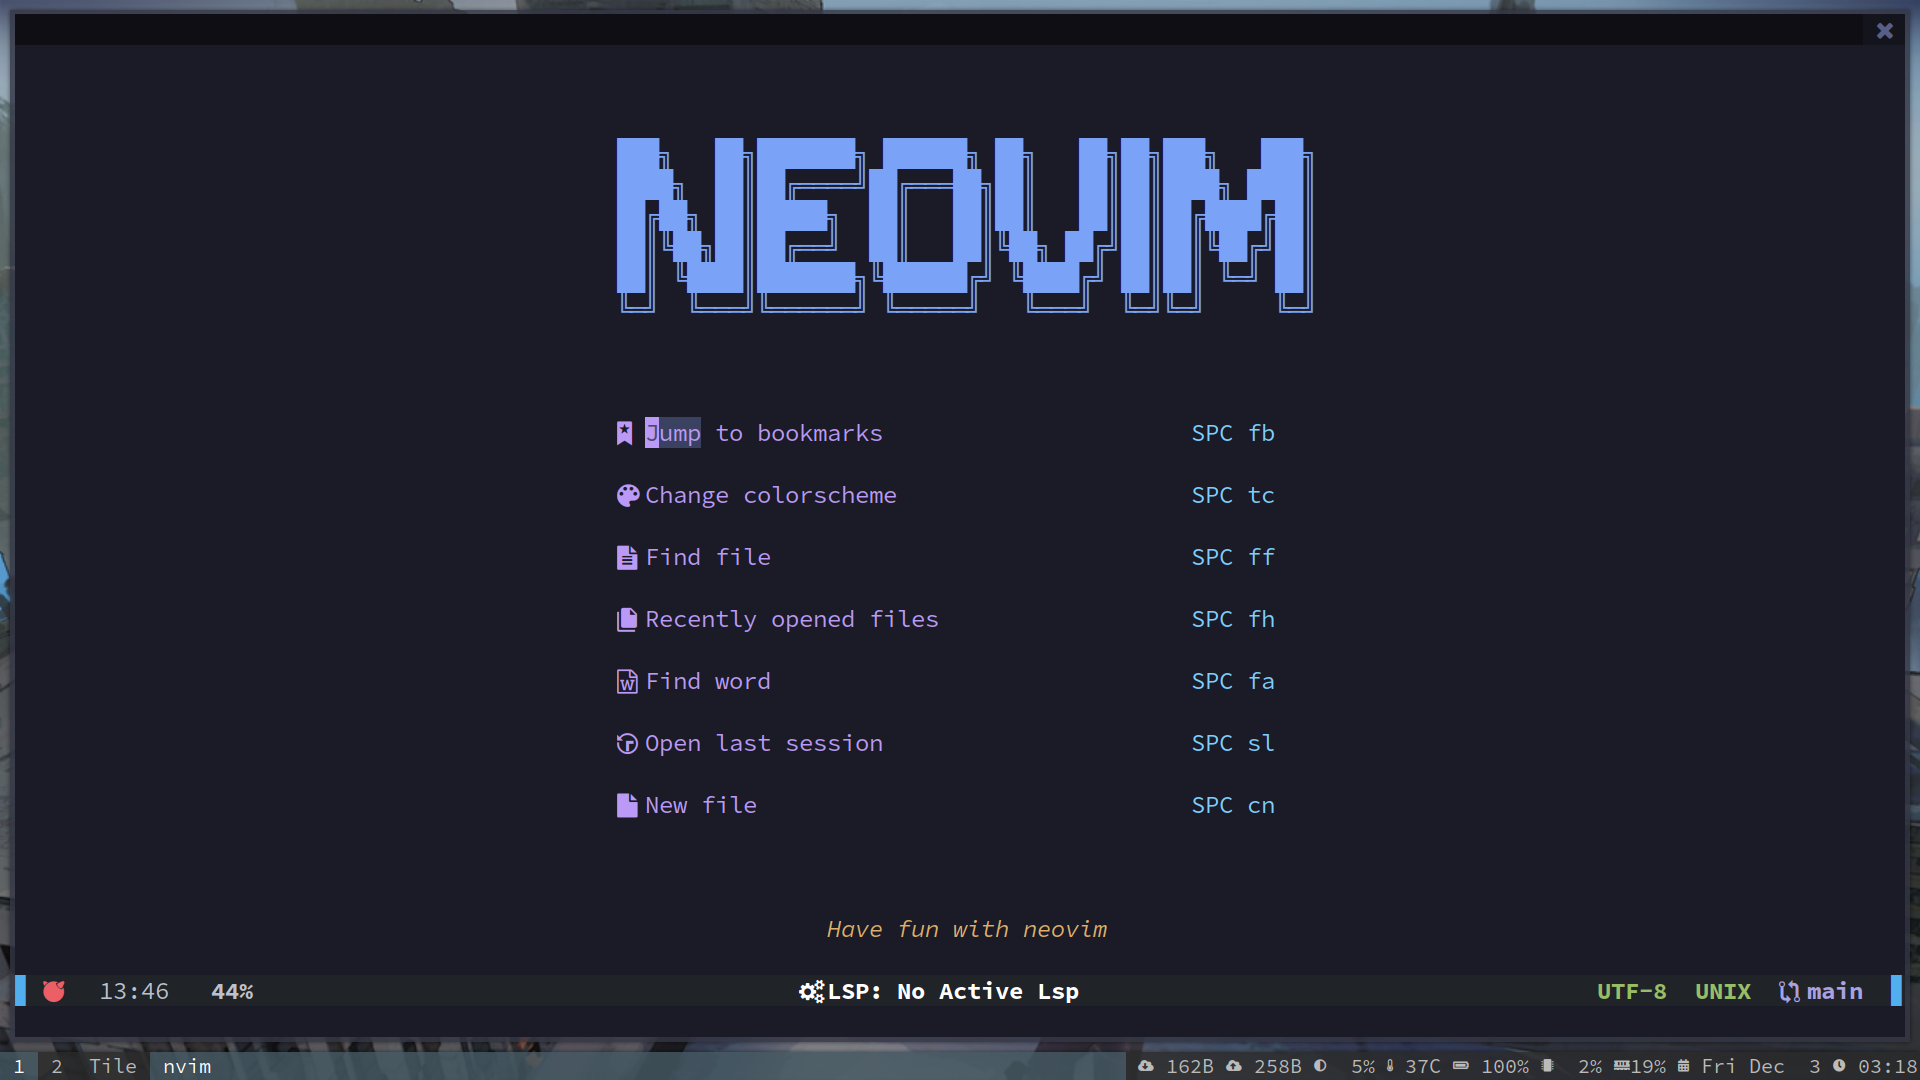 NEOVIM
Jump to bookmarks SPC fb
Change colorscheme SPC tc
Find file SPC ff
Recently opened files SPC fh
Find word SPC fa
Open last session SPC sl
New file SPC cn
Have fun with neovim
13:46 44% LSP: No Active Lsp UTF-8 UNIX main
1 2 Tile nvim 162B 258B 5% 37C 100% 2% 19% Fri Dec 3 03:18